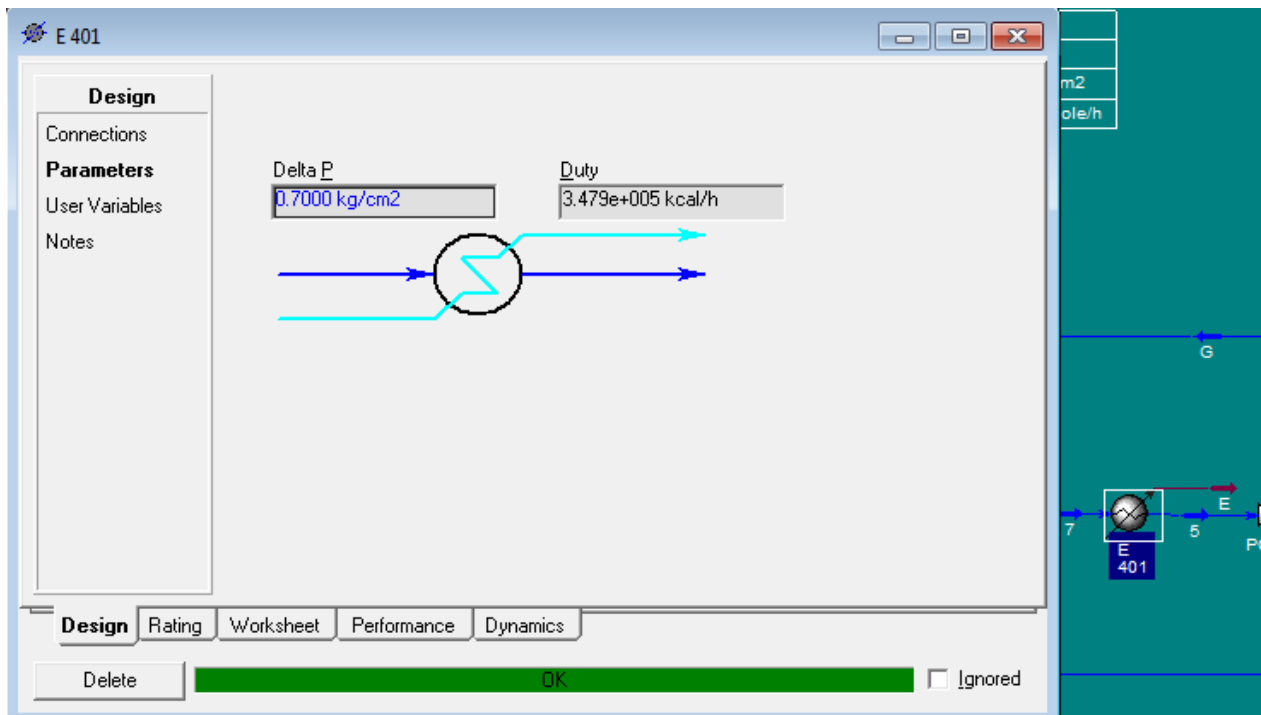 E 401
Design
Connections
Parameters
User Variables
Notes
Delta P
0.7000 kg/cm2
Duty
3.479e+005 kcal/h
Design
Rating
Worksheet
Performance
Dynamics
Delete
OK
Ignored
m2
ole/h
G
7
E
401
E
5